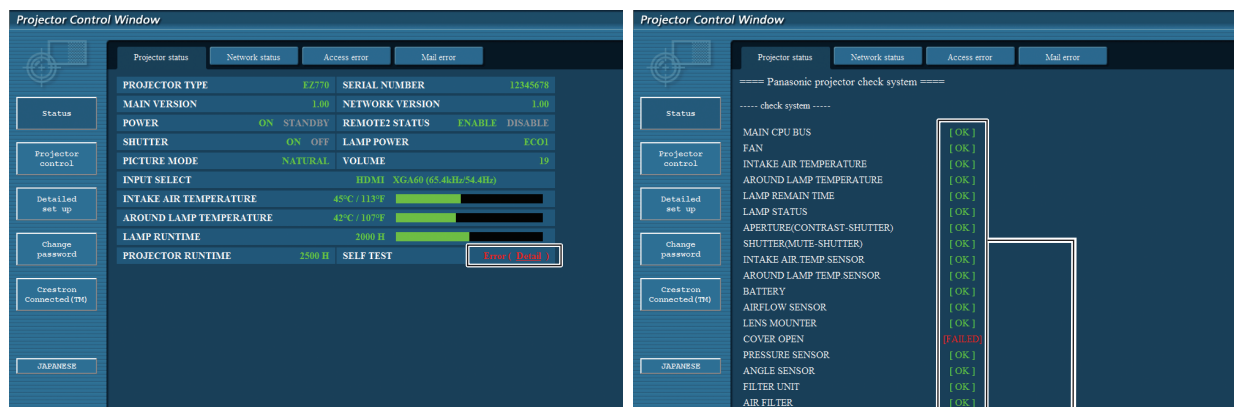 Projector Control Window
Projector status Network status Access error Mail error
Status
Projector control
Detailed set up
Change password
Crestron Connected(TM)
JAPANESE
PROJECTOR TYPE EZ770 SERIAL NUMBER 12345678
MAIN VERSION 1.00 NETWORK VERSION 1.00
POWER ON STANDBY REMOTE2 STATUS ENABLE DISABLE
SHUTTER ON OFF LAMP POWER ECO1
PICTURE MODE NATURAL VOLUME 19
INPUT SELECT HDMI XGA60 (65.4kHz/54.4Hz)
INTAKE AIR TEMPERATURE 45°C / 113°F
AROUND LAMP TEMPERATURE 42°C / 107°F
LAMP RUNTIME 2000 H
PROJECTOR RUNTIME 2500 H SELF TEST Error ( Detail )
Projector Control Window
Projector status Network status Access error Mail error
Status
Projector control
Detailed set up
Change password
Crestron Connected(TM)
JAPANESE
==== Panasonic projector check system ====
----- check system -----
MAIN CPU BUS [ OK ]
FAN [ OK ]
INTAKE AIR TEMPERATURE [ OK ]
AROUND LAMP TEMPERATURE [ OK ]
LAMP REMAIN TIME [ OK ]
LAMP STATUS [ OK ]
APERTURE(CONTRAST-SHUTTER) [ OK ]
SHUTTER(MUTE-SHUTTER) [ OK ]
INTAKE AIR.TEMP.SENSOR [ OK ]
AROUND LAMP TEMP.SENSOR [ OK ]
BATTERY [ OK ]
AIRFLOW SENSOR [ OK ]
LENS MOUNTER [ OK ]
COVER OPEN [FAILED]
PRESSURE SENSOR [ OK ]
ANGLE SENSOR [ OK ]
FILTER UNIT [ OK ]
AIR FILTER [ OK ]